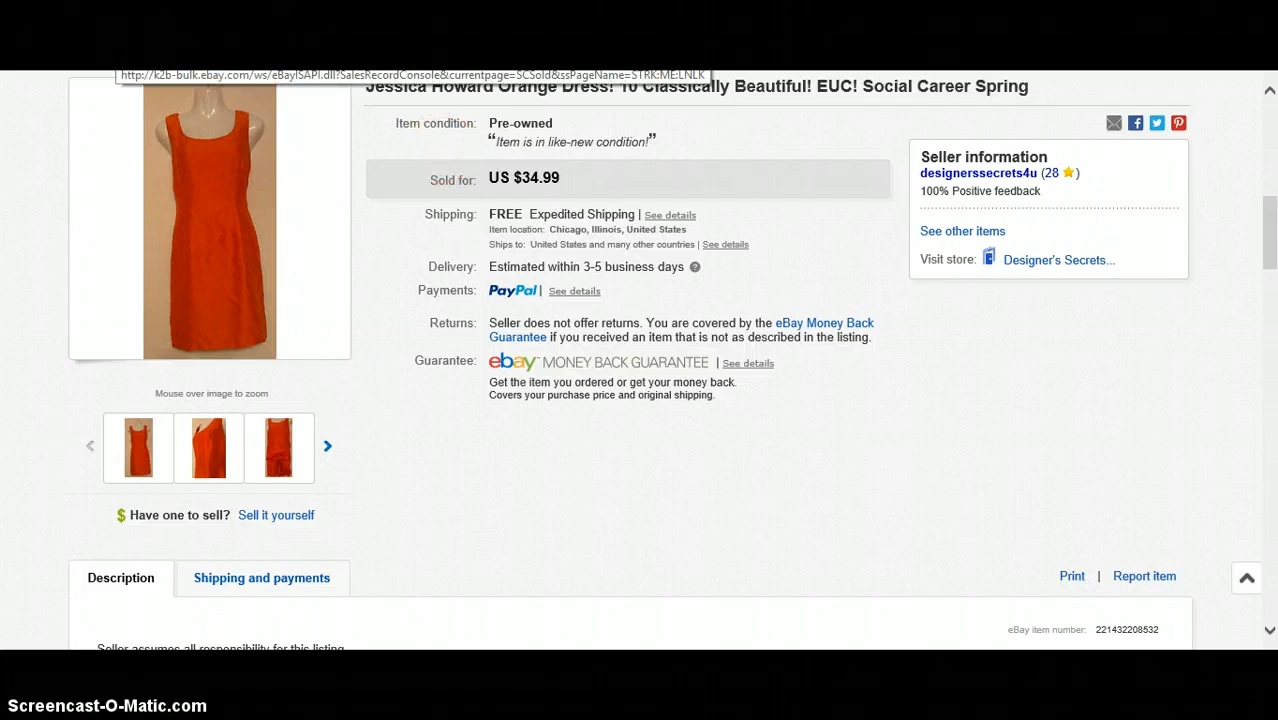 http://k2b-bulk.ebay.com/ws/eBayISAPI.dll?SalesRecordConsole&currentpage=SCSold&ssPageName=STRK:ME:LNLK
Jessica Howard Orange Dress! 10 Classically Beautiful! EUC! Social Career Spring
Item condition: Pre-owned
“Item is in like-new condition!”
Sold for: US $34.99
Shipping: FREE Expedited Shipping | See details
Item location: Chicago, Illinois, United States
Ships to: United States and many other countries | See details
Delivery: Estimated within 3-5 business days ?
Payments: PayPal | See details
Returns: Seller does not offer returns. You are covered by the eBay Money Back
Guarantee if you received an item that is not as described in the listing.
Guarantee: ebay™ MONEY BACK GUARANTEE | See details
Get the item you ordered or get your money back.
Covers your purchase price and original shipping.
Seller information
designerssecrets4u (28 )
100% Positive feedback
See other items
Visit store: Designer's Secrets...
Mouse over image to zoom
$ Have one to sell? Sell it yourself
Description
Shipping and payments
Print | Report item
eBay item number: 221432208532
Seller assumes all responsibility for this listing.
Screencast-O-Matic.com